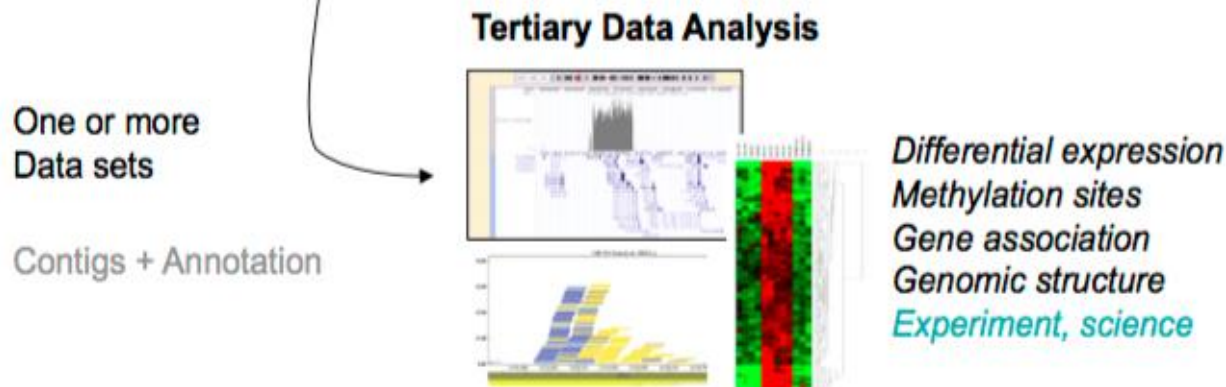 Tertiary Data Analysis
One or more
Data sets
Contigs + Annotation
Differential expression
Methylation sites
Gene association
Genomic structure
Experiment, science